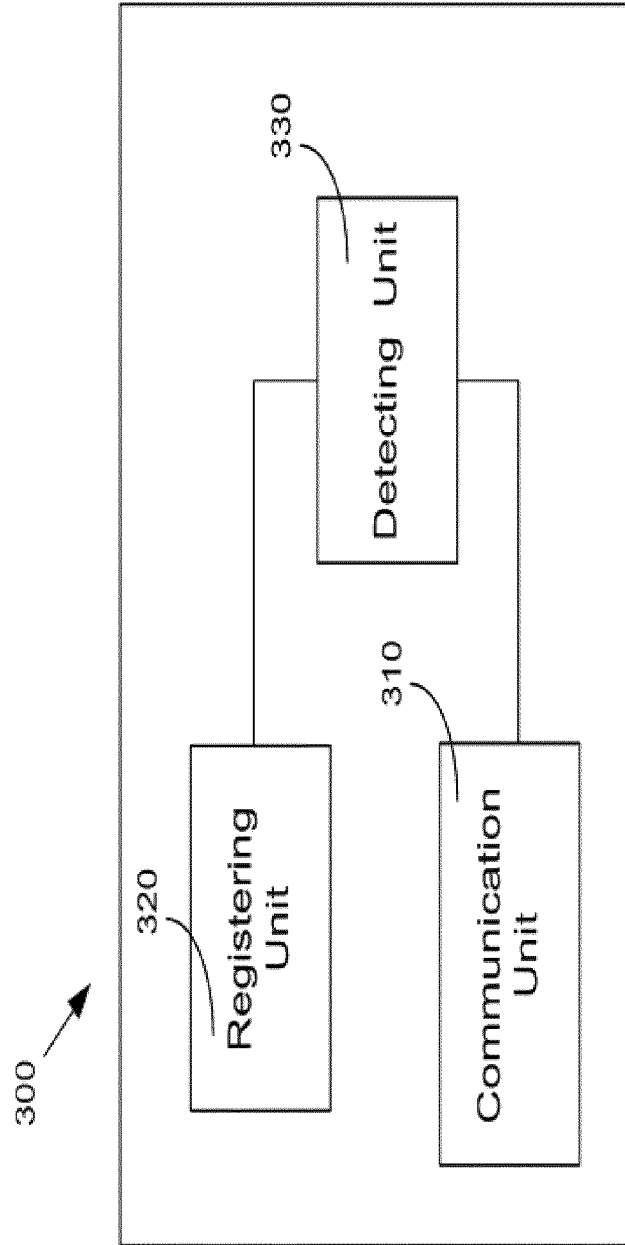 300
320
Registering
Unit
330
Detecting Unit
310
Communication
Unit